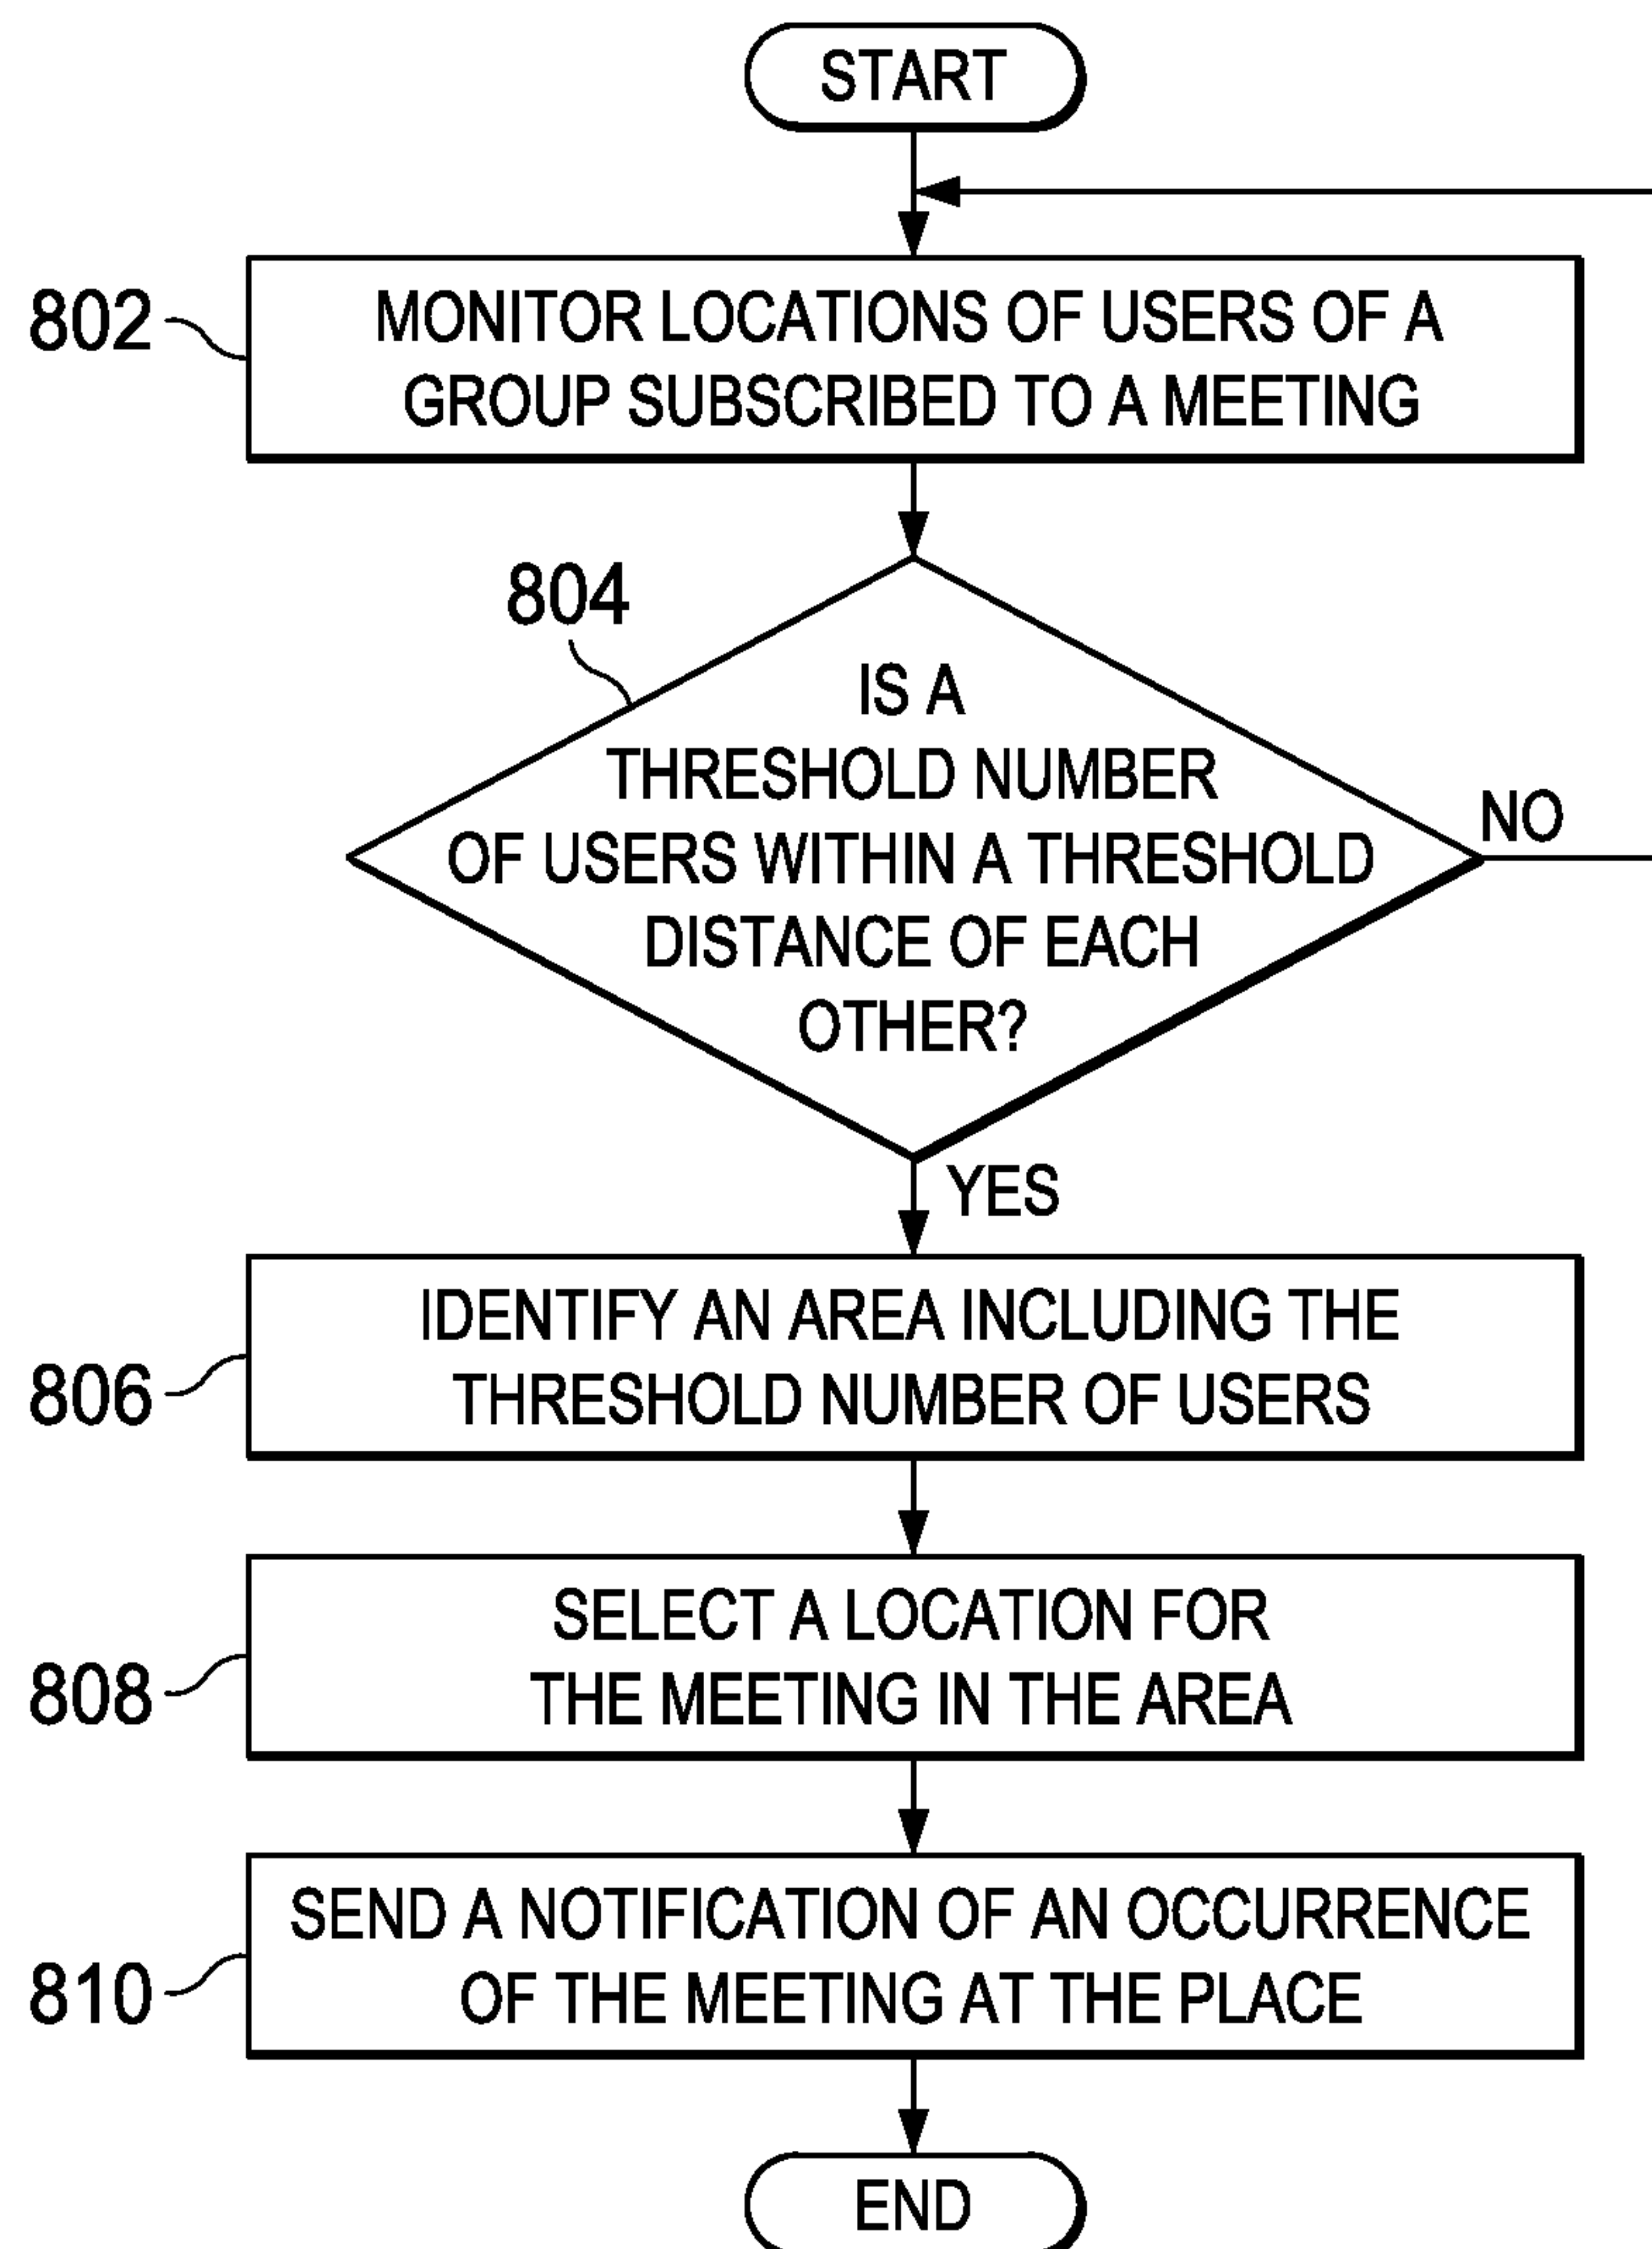 START
802
MONITOR LOCATIONS OF USERS OF A
GROUP SUBSCRIBED TO A MEETING
804
IS A
THRESHOLD NUMBER
OF USERS WITHIN A THRESHOLD
DISTANCE OF EACH
OTHER?
NO
YES
806
IDENTIFY AN AREA INCLUDING THE
THRESHOLD NUMBER OF USERS
808
SELECT A LOCATION FOR
THE MEETING IN THE AREA
810
SEND A NOTIFICATION OF AN OCCURRENCE
OF THE MEETING AT THE PLACE
END